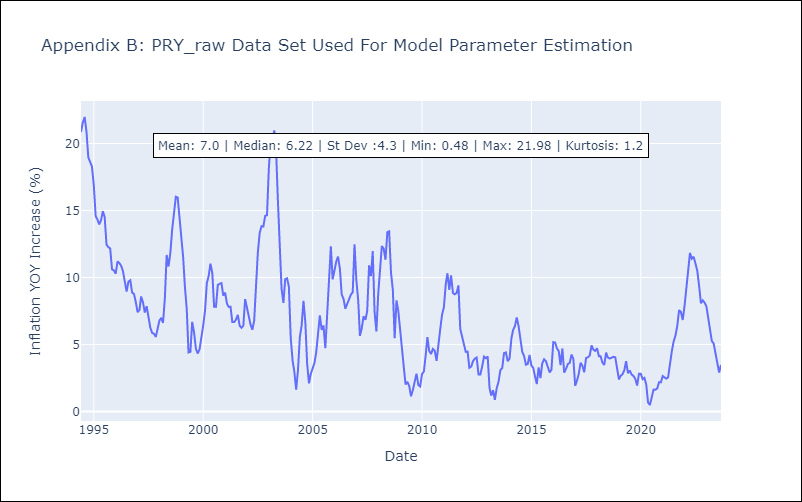 Appendix B: PRY_raw Data Set Used For Model Parameter Estimation
Mean: 7.0 | Median: 6.22 | St Dev :4.3 | Min: 0.48 | Max: 21.98 | Kurtosis: 1.2
Inflation YOY Increase (%)
20
15
10
5
0
1995
2000
2005
2010
2015
2020
Date